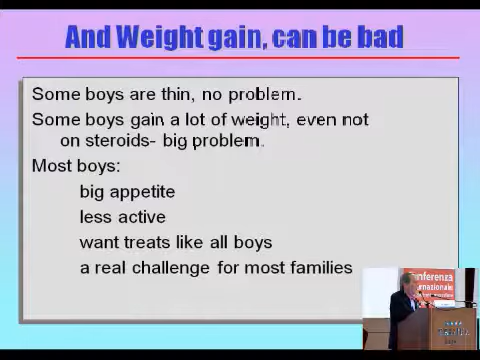 And Weight gain, can be bad
Some boys are thin, no problem.
Some boys gain a lot of weight, even not
on steroids- big problem.
Most boys:
big appetite
less active
want treats like all boys
a real challenge for most families
Conferenza